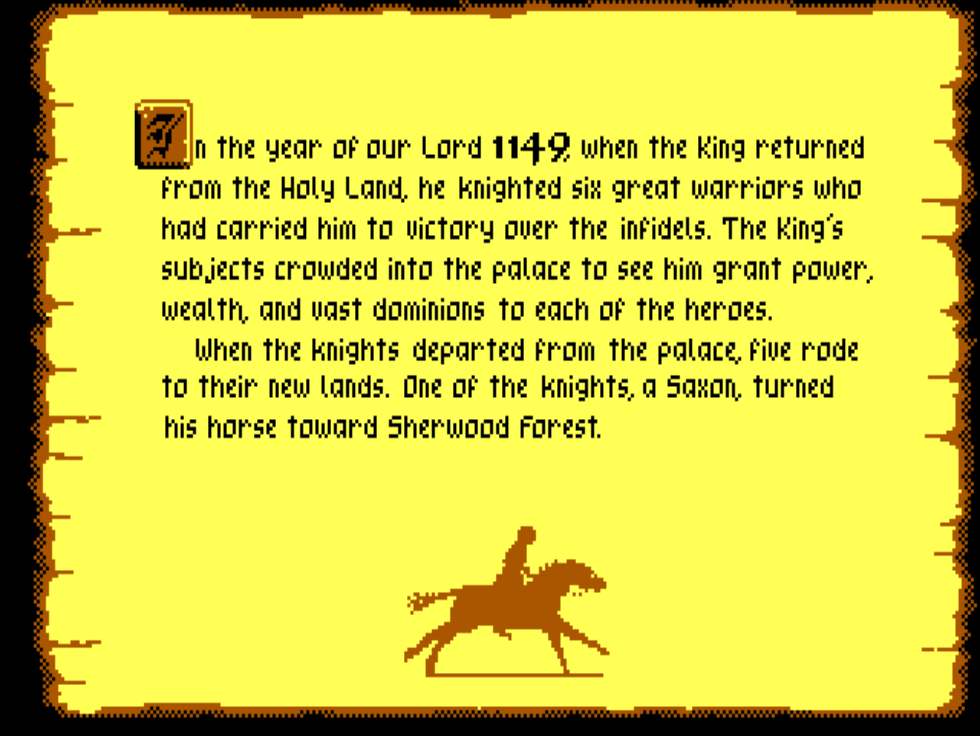 In the year of our Lord 1149, when the King returned
from the Holy Land, he knighted six great warriors who
had carried him to victory over the infidels. The King's
subjects crowded into the palace to see him grant power,
wealth, and vast dominions to each of the heroes.
When the knights departed from the palace, five rode
to their new lands. One of the knights, a Saxon, turned
his horse toward Sherwood Forest.